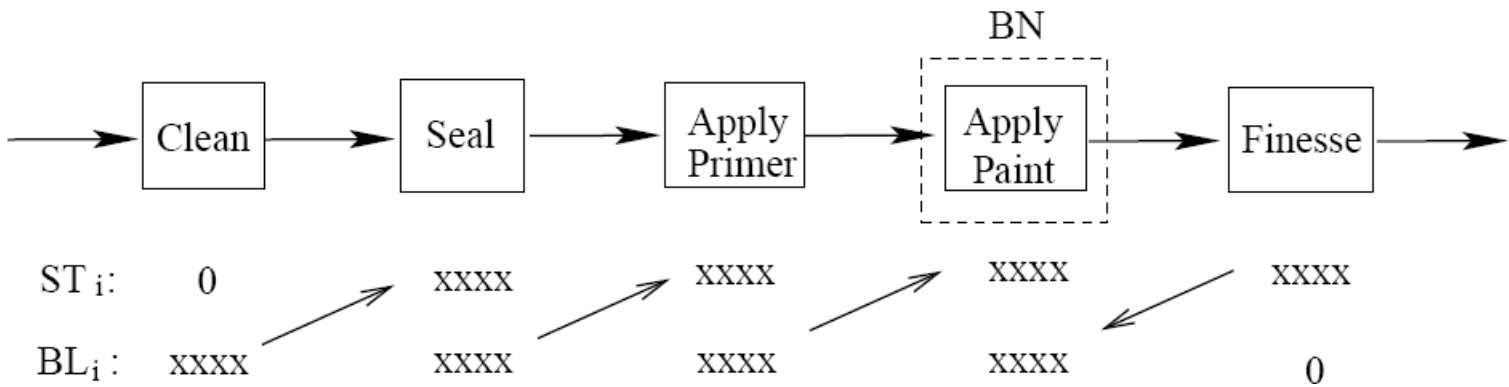 BN
Clean
Seal
Apply
Primer
Apply
Paint
Finesse
ST i: 0 xxxx xxxx xxxx xxxx
BL i: xxxx xxxx xxxx xxxx 0